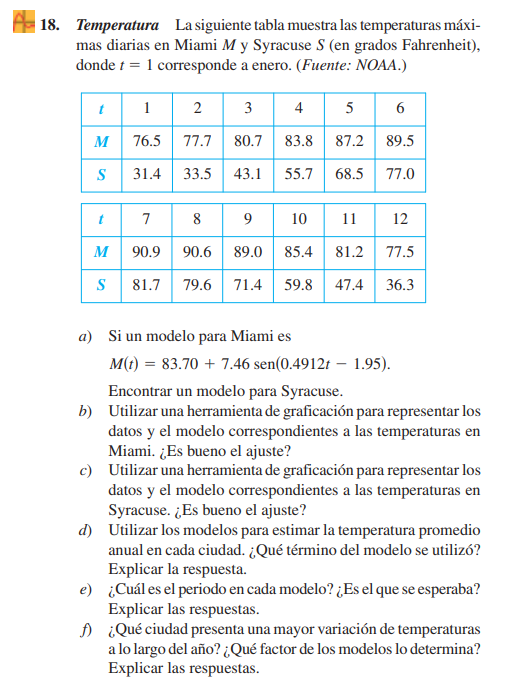 18. Temperatura La siguiente tabla muestra las temperaturas máxi-
mas diarias en Miami M y Syracuse S (en grados Fahrenheit),
donde t = 1 corresponde a enero. (Fuente: NOAA.)
t 1 2 3 4 5 6
M 76.5 77.7 80.7 83.8 87.2 89.5
S 31.4 33.5 43.1 55.7 68.5 77.0
t 7 8 9 10 11 12
M 90.9 90.6 89.0 85.4 81.2 77.5
S 81.7 79.6 71.4 59.8 47.4 36.3
a) Si un modelo para Miami es
M(t) = 83.70 + 7.46 sen(0.4912t − 1.95).
Encontrar un modelo para Syracuse.
b) Utilizar una herramienta de graficación para representar los
datos y el modelo correspondientes a las temperaturas en
Miami. ¿Es bueno el ajuste?
c) Utilizar una herramienta de graficación para representar los
datos y el modelo correspondientes a las temperaturas en
Syracuse. ¿Es bueno el ajuste?
d) Utilizar los modelos para estimar la temperatura promedio
anual en cada ciudad. ¿Qué término del modelo se utilizó?
Explicar la respuesta.
e) ¿Cuál es el periodo en cada modelo? ¿Es el que se esperaba?
Explicar las respuestas.
f) ¿Qué ciudad presenta una mayor variación de temperaturas
a lo largo del año? ¿Qué factor de los modelos lo determina?
Explicar las respuestas.